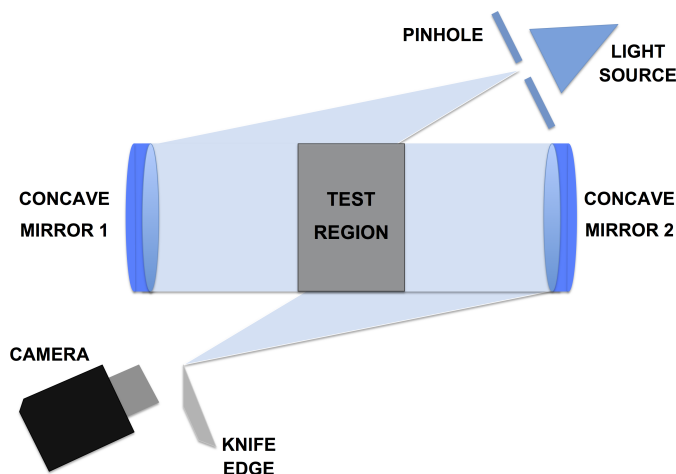 PINHOLE
LIGHT
SOURCE
CONCAVE
MIRROR 1
TEST
REGION
CONCAVE
MIRROR 2
CAMERA
KNIFE
EDGE